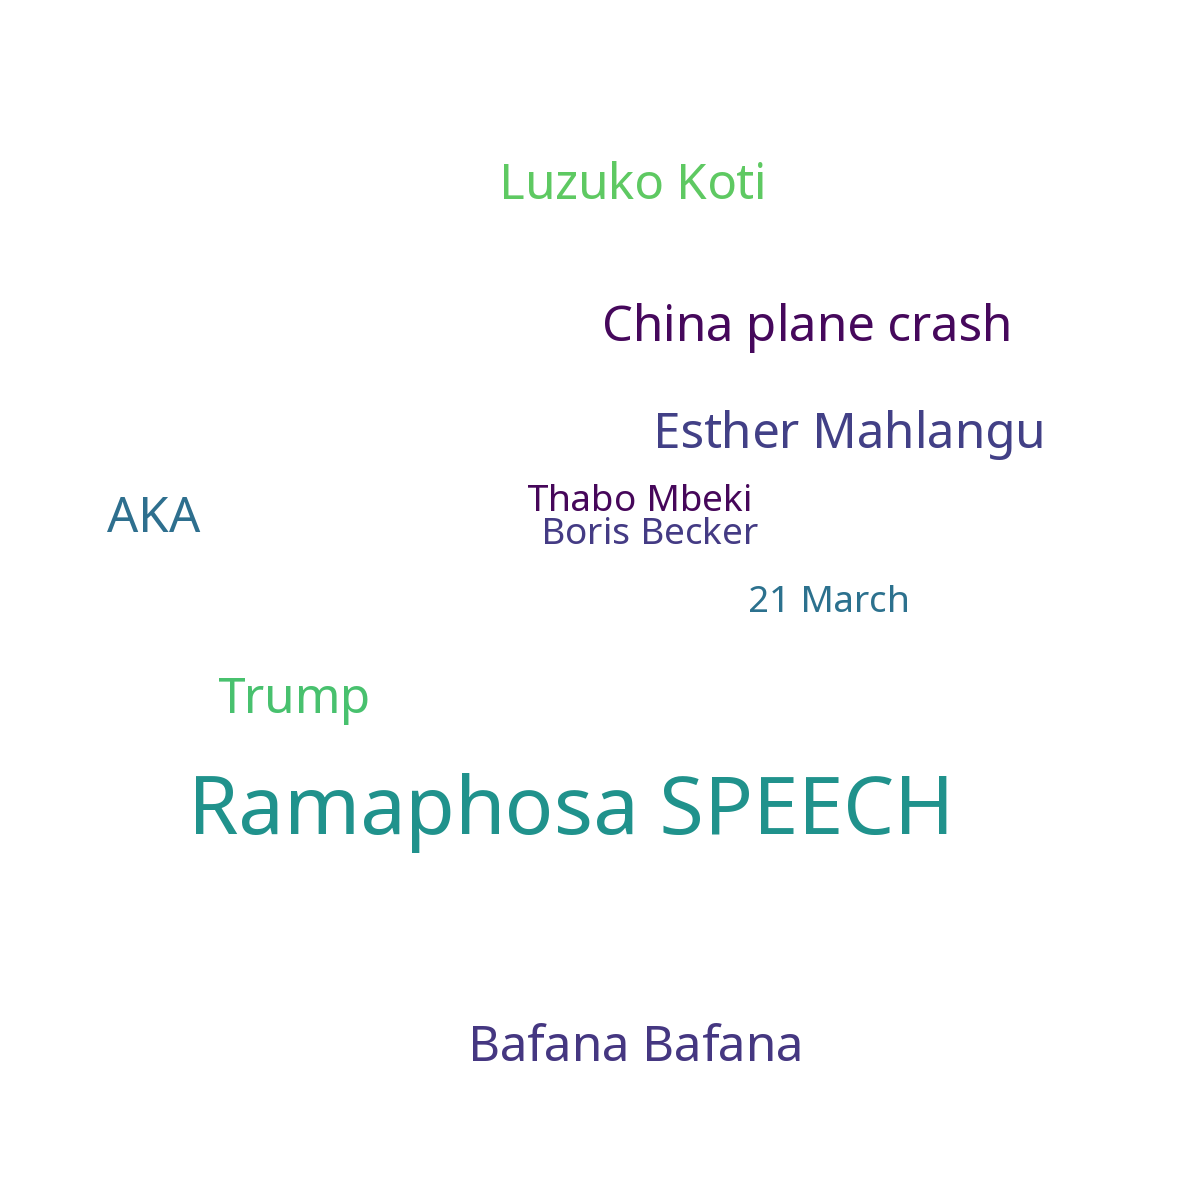 Luzuko Koti
China plane crash
Esther Mahlangu
Thabo Mbeki
AKA
Boris Becker
21 March
Trump
Ramaphosa SPEECH
Bafana Bafana